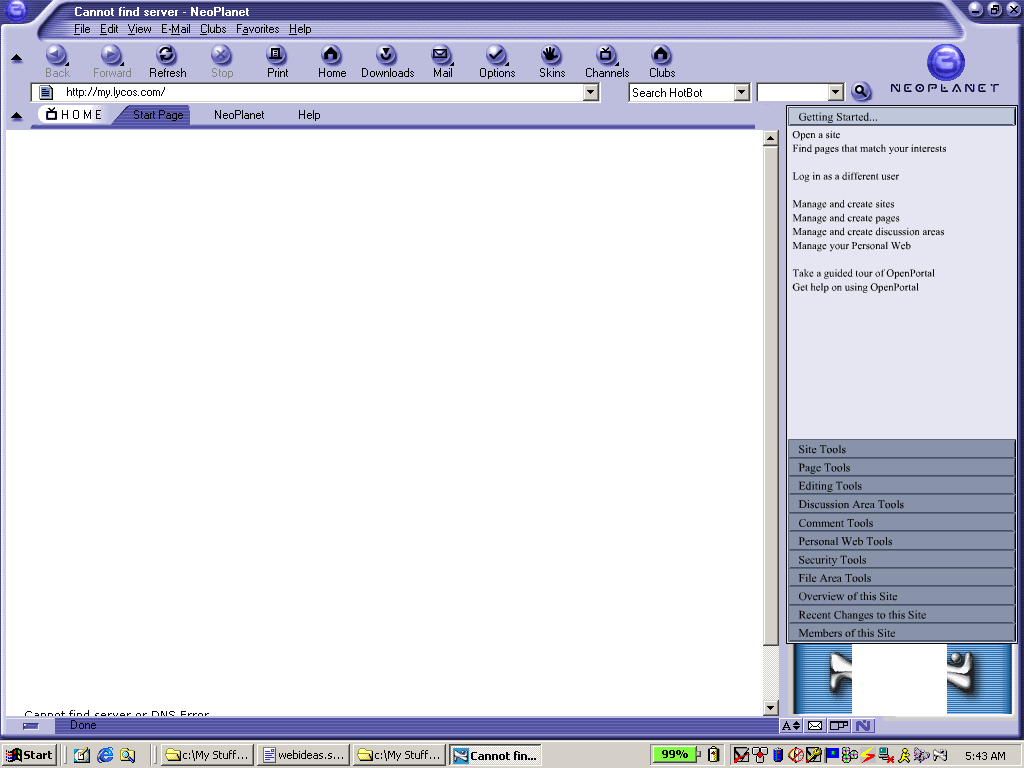 Cannot find server - NeoPlanet
File Edit View E-Mail Clubs Favorites Help
Back Forward Refresh Stop Print Home Downloads Mail Options Skins Channels Clubs
NEOPLANET
http://my.lycos.com/ Search HotBot
HOME Start Page NeoPlanet Help
Getting Started...
Open a site
Find pages that match your interests
Log in as a different user
Manage and create sites
Manage and create pages
Manage and create discussion areas
Manage your Personal Web
Take a guided tour of OpenPortal
Get help on using OpenPortal
Site Tools
Page Tools
Editing Tools
Discussion Area Tools
Comment Tools
Personal Web Tools
Security Tools
File Area Tools
Overview of this Site
Recent Changes to this Site
Members of this Site
Cannot find server or DNS Error
Done
A N
Start c:\My Stuff... webideas.s... c:\My Stuff... Cannot fin... 99% 5:43 AM